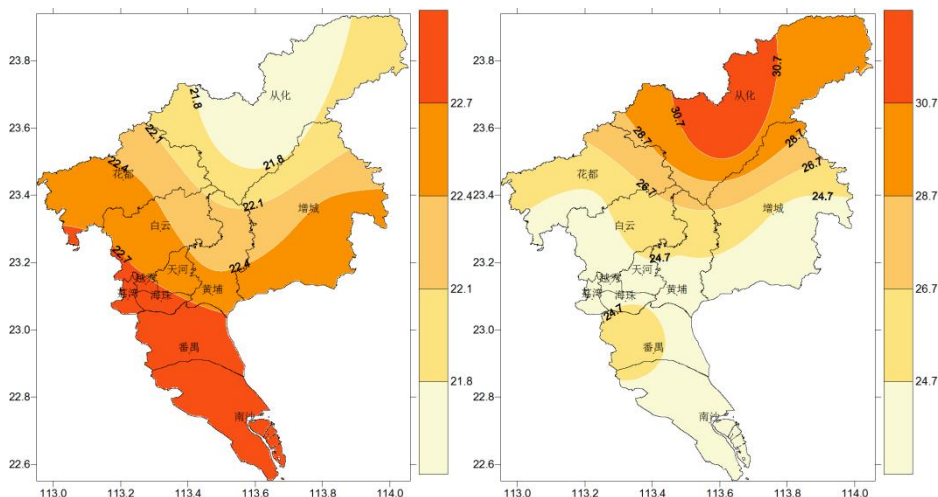 23.8
23.6
23.4
23.2
23.0
22.8
22.6
113.0
113.2
113.4
113.6
113.8
114.0
从化
21.8
22.1
21.8
22.4
花都
22.1
增城
白云
22.4
22.7
天河
越秀
荔湾
海珠
黄埔
番禺
南沙
22.7
22.4
22.1
21.8
23.8
23.6
23.4
23.2
23.0
22.8
22.6
113.0
113.2
113.4
113.6
113.8
114.0
30.7
从化
30.7
28.7
28.7
花都
26.7
26.7
24.7
增城
白云
24.7
天河
越秀
荔湾
海珠
黄埔
24.7
番禺
南沙
30.7
28.7
26.7
24.7